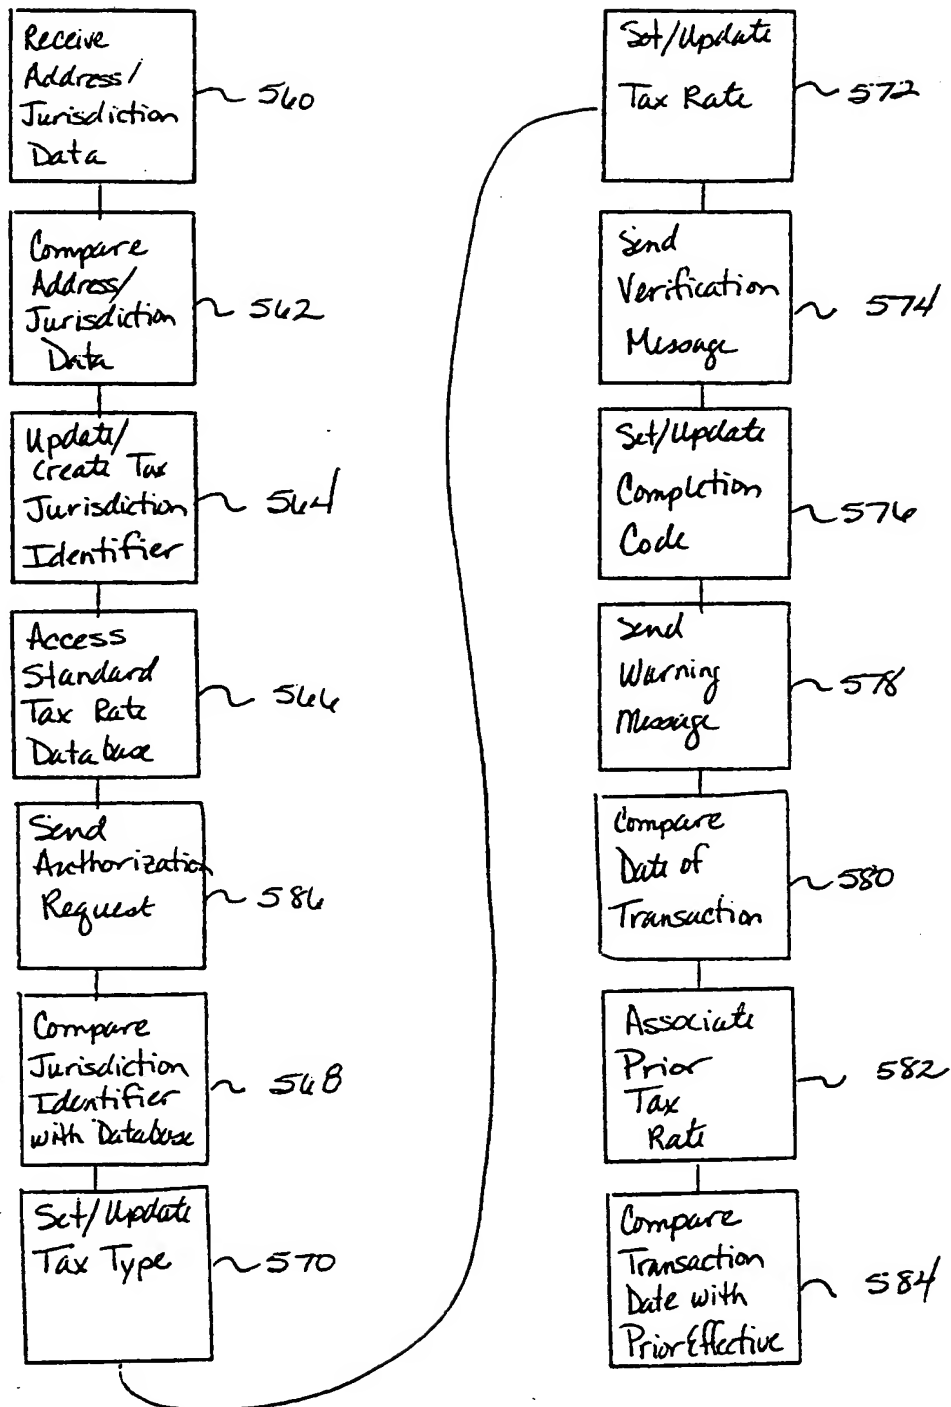 Receive
Address/
Jurisdiction
Data
560
Compare
Address/
Jurisdiction
Data
562
Update/
Create Tax
Jurisdiction
Identifier
564
Access
Standard
Tax Rate
Database
566
Send
Authorization
Request
586
Compare
Jurisdiction
Identifier
with Database
568
Set/Update
Tax Type
570
Set/Update
Tax Rate
572
Send
Verification
Message
574
Set/Update
Completion
Code
576
Send
Warning
Message
578
Compare
Date of
Transaction
580
Associate
Prior
Tax
Rate
582
Compare
Transaction
Date with
Prior Effective
584